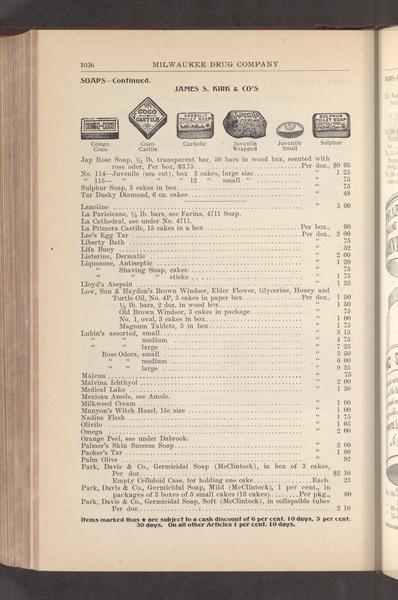 1036 MILWAUKEE DRUG COMPANY
SOAPS—Continued.
JAMES S. KIRK & CO'S
Congo Coco
Coco Castile
Carbolic
Juvenile Wrapped
Juvenile Small
Sulphur
Jap Rose Soap, ½ lb. transparent bar, 50 bars in wood box, scented with
rose odor. Per box, $3.75 Per doz., $0 95
No. 114—Juvenile (see cut), box 3 cakes, large size " 1 25
" 115— " " " 12 " small " " 75
Sulphur Soap, 3 cakes in box " 75
Tar Dusky Diamond, 6 oz. cakes " 48
Lanoline " 3 00
La Parisienne, ½ lb. bars, see Farina, 4711 Soap.
La Cathedral, see under No. 4711.
La Primera Castile, 15 cakes in a box Per box., 90
Lee's Egg Tar Per doz., 2 00
Liberty Bath " 75
Life Buoy " 52
Listerine, Dermatic " 2 00
Liquozone, Antiseptic " 1 20
" Shaving Soap, cakes " 75
" " " sticks " 1 75
Lloyd's Asepsin " 1 25
Low, Son & Haydon's Brown Windsor, Elder Flower, Glycerine, Honey and
Turtle Oil, No. 4P, 3 cakes in paper box Per doz., 1 50
½ lb. bars, 2 doz. in wood box " 1 50
Old Brown Windsor, 3 cakes in package " 75
No. 1, oval, 3 cakes in box " 1 00
Magnum Tablets, 3 in box " 1 75
Lubin's assorted, small " 3 15
" " medium " 4 75
" " large " 7 25
Rose Odors, small " 3 50
" " medium " 6 00
" " large " 9 25
Malena " 75
Malvina Ichthyol " 2 00
Medical Lake " 1 50
Mexican Amole, see Amole.
Milkweed Cream " 1 00
Munyon's Witch Hazel, 15c size " 1 00
Nadine Flesh " 1 75
Olivilo " 1 05
Omega " 2 00
Orange Peel, see under Dabrook.
Palmer's Skin Success Soap " 2 00
Packer's Tar " 1 80
Palm Olive " 92
Park, Davis & Co., Germicidal Soap (McClintock), in box of 3 cakes,
Per doz $2 10
Empty Celluloid Case, for holding one cake Each. 23
Park, Davis & Co., Germicidal Soap, Mild (McClintock), 1 per cent., in
packages of 3 boxes of 5 small cakes (15 cakes) Per pkg., 90
Park, Davis & Co., Germicidal Soap, Soft (McClintock), in collapsible tubes
Per doz 2 10
Items marked thus ★ are subject to a cash discount of 6 per cent. 10 days, 5 per cent.
30 days. On all other Articles 1 per cent. 10 days.